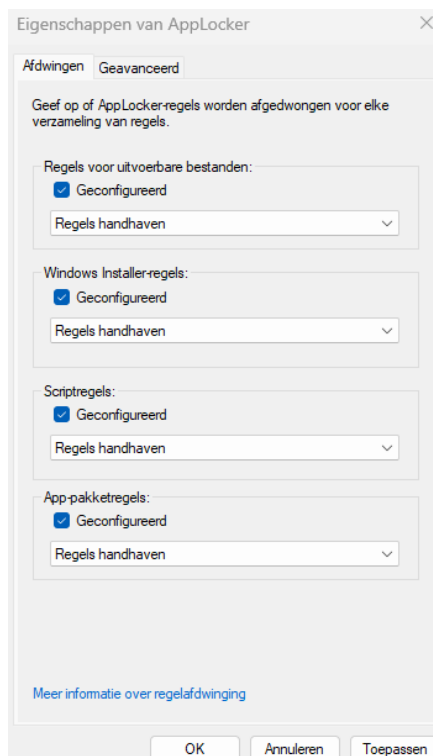 Eigenschappen van AppLocker
Afdwingen Geavanceerd
Geef op of AppLocker-regels worden afgedwongen voor elke
verzameling van regels.
Regels voor uitvoerbare bestanden:
Geconfigureerd
Regels handhaven
Windows Installer-regels:
Geconfigureerd
Regels handhaven
Scriptregels:
Geconfigureerd
Regels handhaven
App-pakketregels:
Geconfigureerd
Regels handhaven
Meer informatie over regelafdwinging
OK Annuleren Toepassen